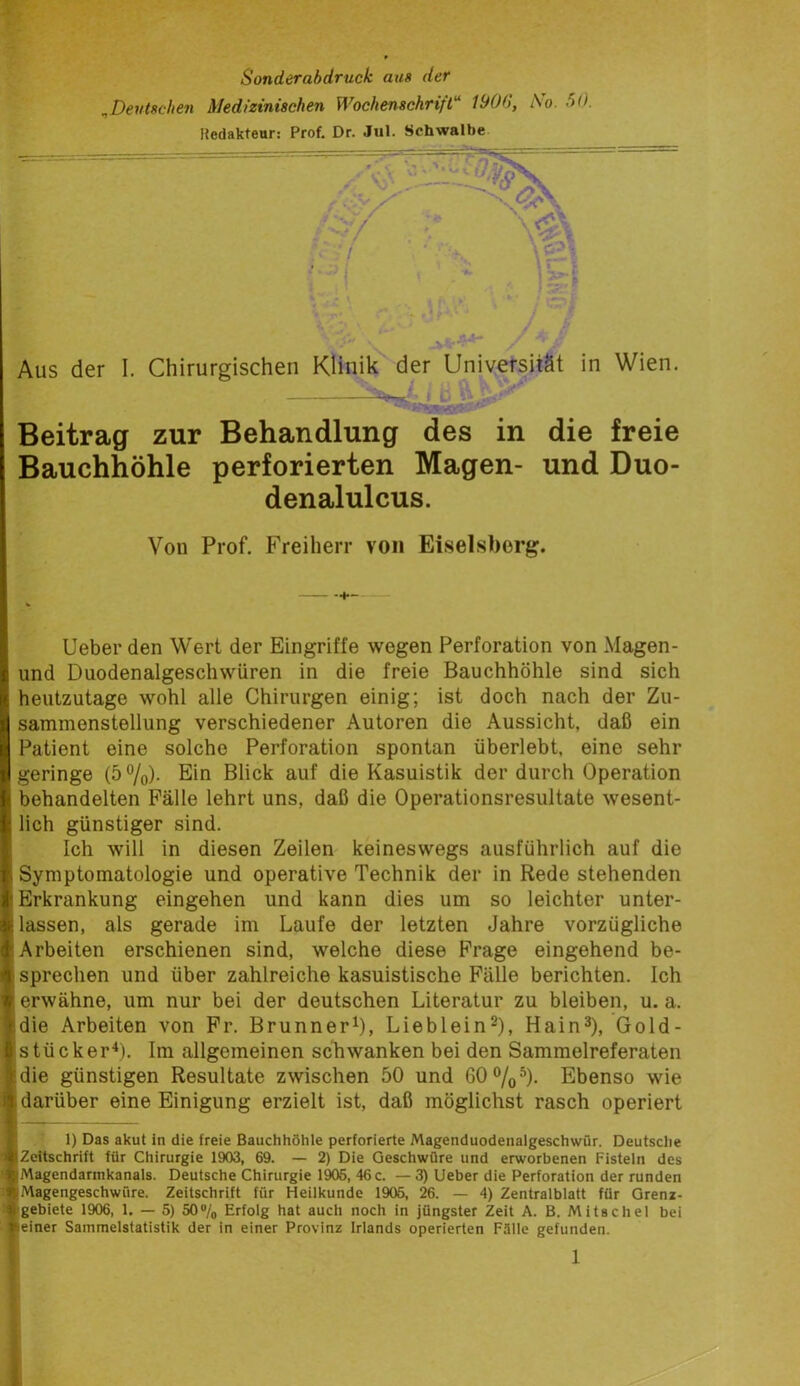 Sonderabdruck aus der
„Deutschen Medizinischen Wochenschrift“ 1906, No. 50.
Redakteur: Prof. Dr. Jul. Schwalbe
Aus der I. Chirurgischen Klinik der Universität in Wien.
Beitrag zur Behandlung des in die freie
Bauchhöhle perforierten Magen- und Duo-
denalulcus.
Von Prof. Freiherr von Eiselsberg.
Ueber den Wert der Eingriffe wegen Perforation von Magen-
und Duodenalgeschwüren in die freie Bauchhöhle sind sich
heutzutage wohl alle Chirurgen einig; ist doch nach der Zu-
sammenstellung verschiedener Autoren die Aussicht, daß ein
Patient eine solche Perforation spontan überlebt, eine sehr
geringe (5%). Ein Blick auf die Kasuistik der durch Operation
behandelten Fälle lehrt uns, daß die Operationsresultate wesent-
lich günstiger sind.
Ich will in diesen Zeilen keineswegs ausführlich auf die
Symptomatologie und operative Technik der in Rede stehenden
Erkrankung eingehen und kann dies um so leichter unter-
lassen, als gerade im Laufe der letzten Jahre vorzügliche
Arbeiten erschienen sind, welche diese Frage eingehend be-
sprechen und über zahlreiche kasuistische Fälle berichten. Ich
erwähne, um nur bei der deutschen Literatur zu bleiben, u. a.
die Arbeiten von Fr. Brunner¹), Lieblein²), Hain³), Gold-
stücker⁴). Im allgemeinen schwanken bei den Sammelreferaten
die günstigen Resultate zwischen 50 und 60%⁵). Ebenso wie
darüber eine Einigung erzielt ist, daß möglichst rasch operiert
1) Das akut in die freie Bauchhöhle perforierte Magenduodenalgeschwür. Deutsche
Zeitschrift für Chirurgie 1903, 69. — 2) Die Geschwüre und erworbenen Fisteln des
Magendarmkanals. Deutsche Chirurgie 1905, 46 c. — 3) Ueber die Perforation der runden
Magengeschwüre. Zeitschrift für Heilkunde 1905, 26. — 4) Zentralblatt für Grenz-
gebiete 1906, 1. — 5) 50% Erfolg hat auch noch in jüngster Zeit A. B. Mitschel bei
einer Sammelstatistik der in einer Provinz Irlands operierten Fälle gefunden.
1